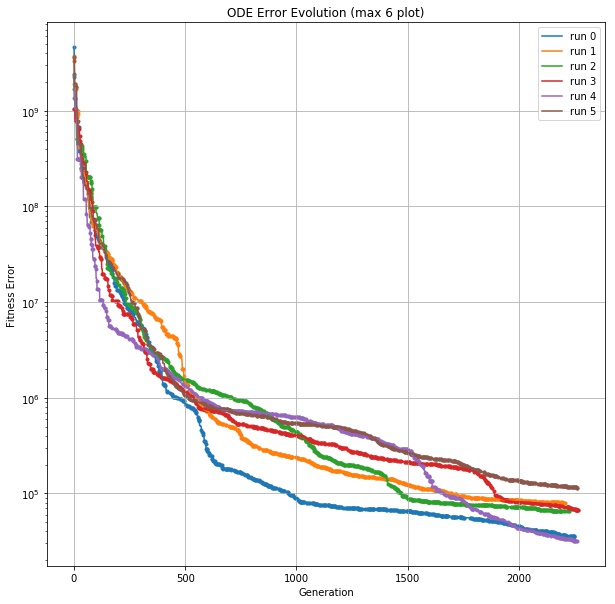 ODE Error Evolution (max 6 plot)
run 0
run 1
run 2
run 3
run 4
run 5
10⁹
10⁸
10⁷
10⁶
10⁵
Fitness Error
0 500 1000 1500 2000
Generation